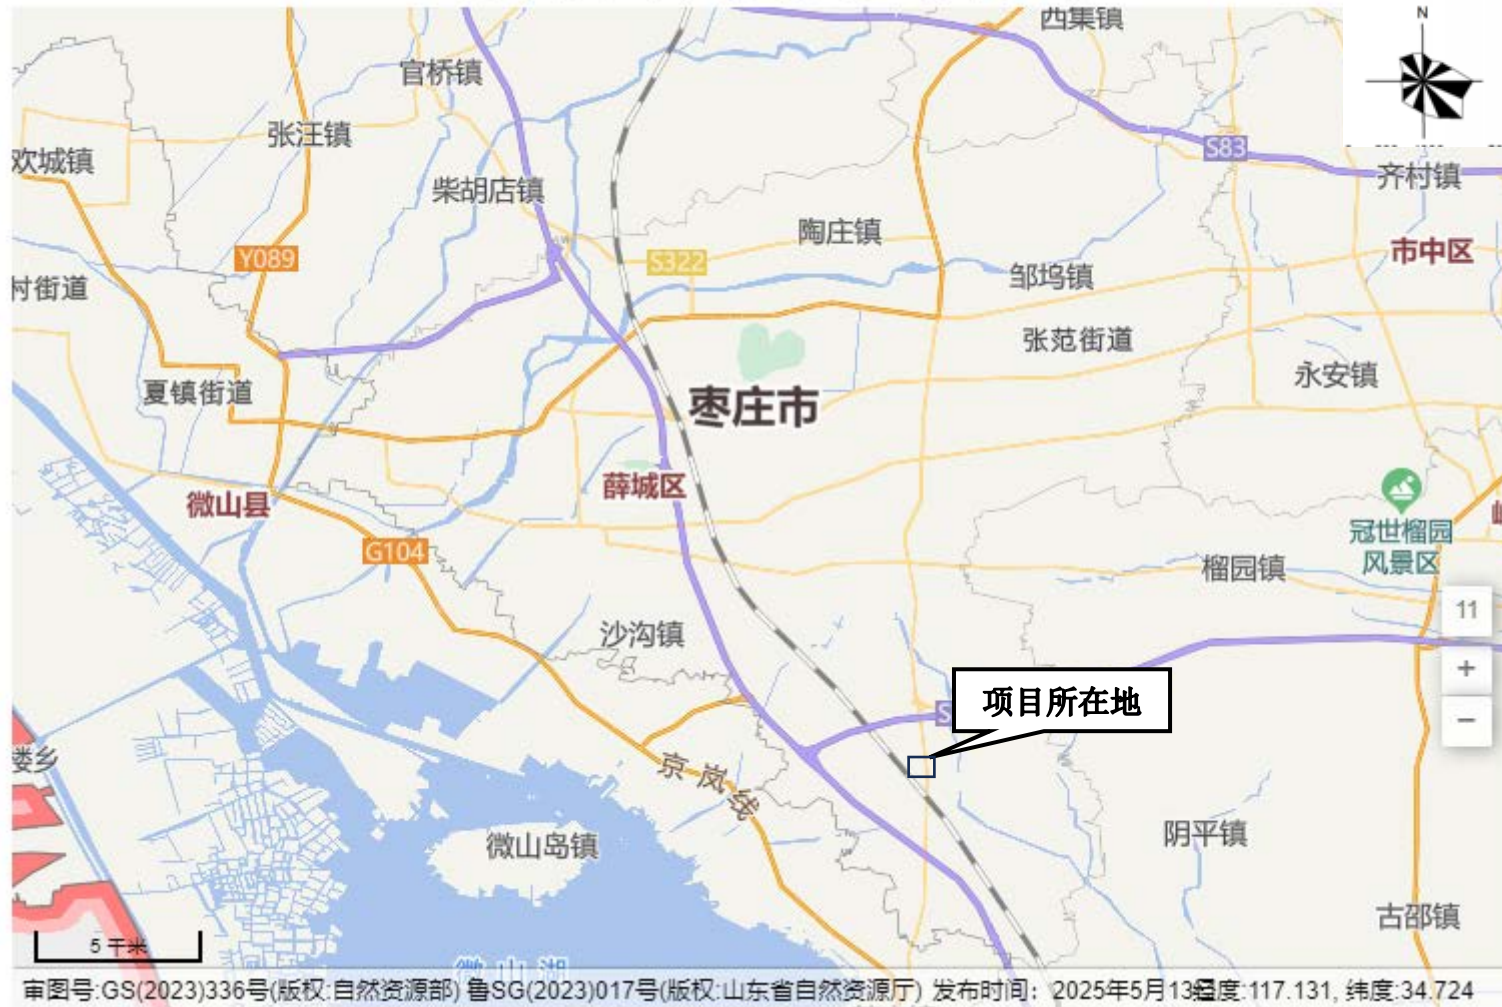 N
西集镇
官桥镇
张汪镇
欢城镇
S83
齐村镇
柴胡店镇
陶庄镇
市中区
Y089
S322
邹坞镇
村街道
张范街道
永安镇
夏镇街道
枣庄市
薛城区
微山县
冠世榴园
风景区
G104
榴园镇
11
沙沟镇
+
项目所在地
S
−
娄乡
京岚线
微山岛镇
阴平镇
古邵镇
5 千米
微山湖
审图号:GS(2023)336号(版权:自然资源部) 鲁SG(2023)017号(版权:山东省自然资源厅) 发布时间：2025年5月13 经度:117.131, 纬度:34.724